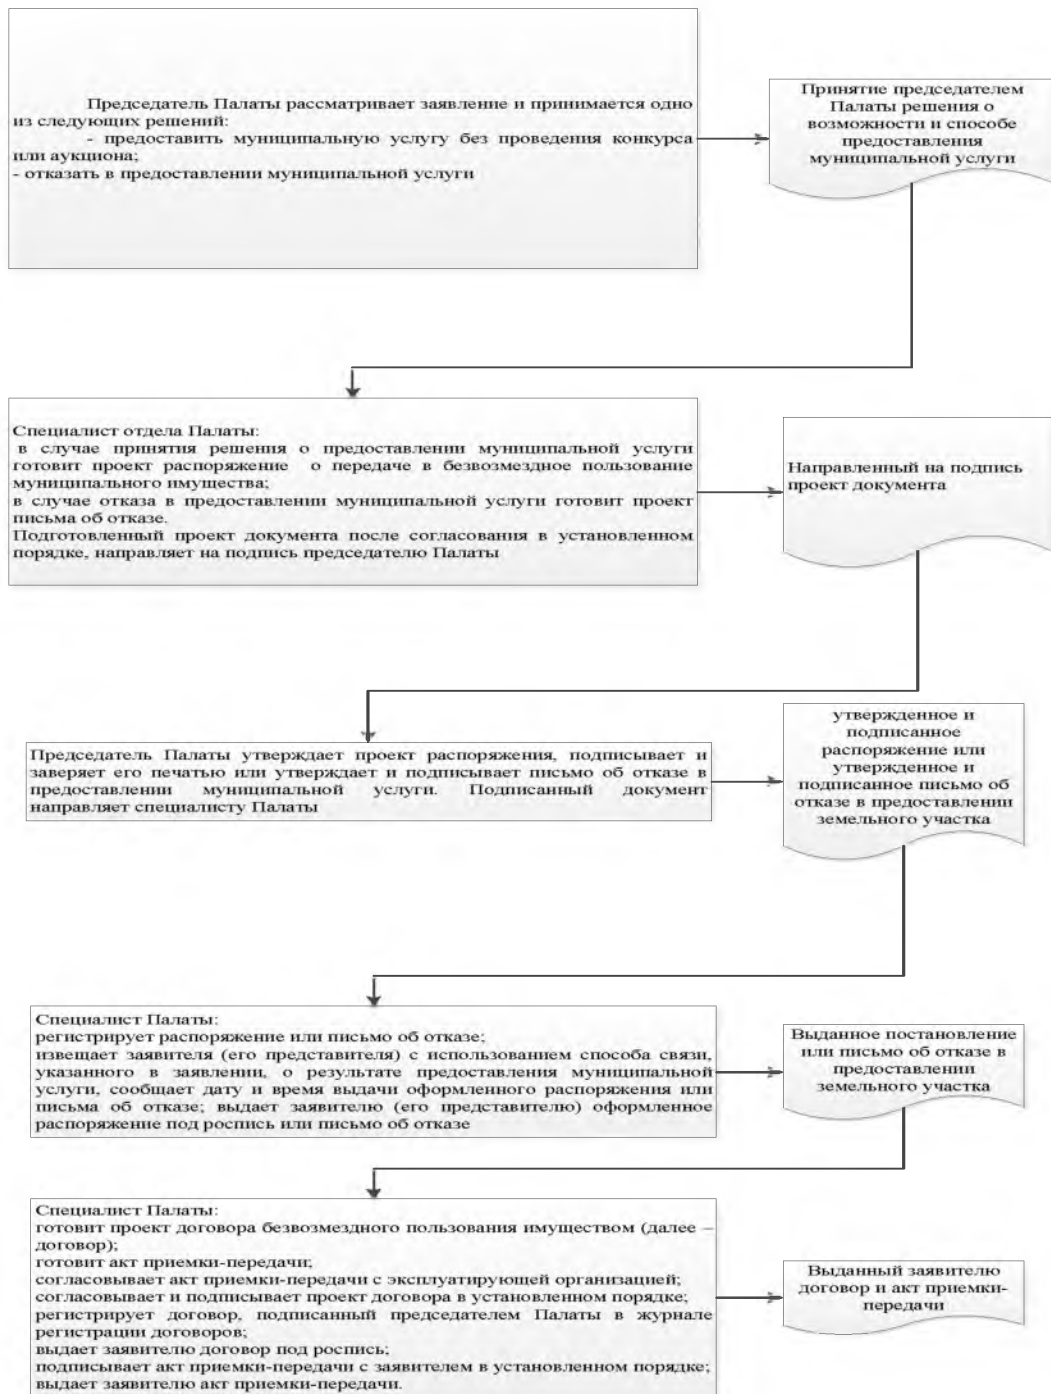 Председатель Палаты рассматривает заявление и принимается одно
из следующих решений:
- предоставить муниципальную услугу без проведения конкурса
или аукциона;
- отказать в предоставлении муниципальной услуги
Принятие председателем
Палаты решения о
возможности и способе
предоставления
муниципальной услуги
Специалист отдела Палаты:
в случае принятия решения о предоставлении муниципальной услуги
готовит проект распоряжение о передаче в безвозмездное пользование
муниципального имущества;
в случае отказа в предоставлении муниципальной услуги готовит проект
письма об отказе.
Подготовленный проект документа после согласования в установленном
порядке, направляет на подпись председателю Палаты
Направленный на подпись
проект документа
Председатель Палаты утверждает проект распоряжения, подписывает и
заверяет его печатью или утверждает и подписывает письмо об отказе в
предоставлении муниципальной услуги. Подписанный документ
направляет специалисту Палаты
утвержденное и
подписанное
распоряжение или
утвержденное и
подписанное письмо об
отказе в предоставлении
земельного участка
Специалист Палаты:
регистрирует распоряжение или письмо об отказе;
извещает заявителя (его представителя) с использованием способа связи,
указанного в заявлении, о результате предоставления муниципальной
услуги, сообщает дату и время выдачи оформленного распоряжения или
письма об отказе; выдает заявителю (его представителю) оформленное
распоряжение под роспись или письмо об отказе
Выданное постановление
или письмо об отказе в
предоставлении
земельного участка
Специалист Палаты:
готовит проект договора безвозмездного пользования имуществом (далее –
договор);
готовит акт приемки-передачи;
согласовывает акт приемки-передачи с эксплуатирующей организацией;
согласовывает и подписывает проект договора в установленном порядке;
регистрирует договор, подписанный председателем Палаты в журнале
регистрации договоров;
выдает заявителю договор под роспись;
подписывает акт приемки-передачи с заявителем в установленном порядке;
выдает заявителю акт приемки-передачи.
Выданный заявителю
договор и акт приемки-
передачи